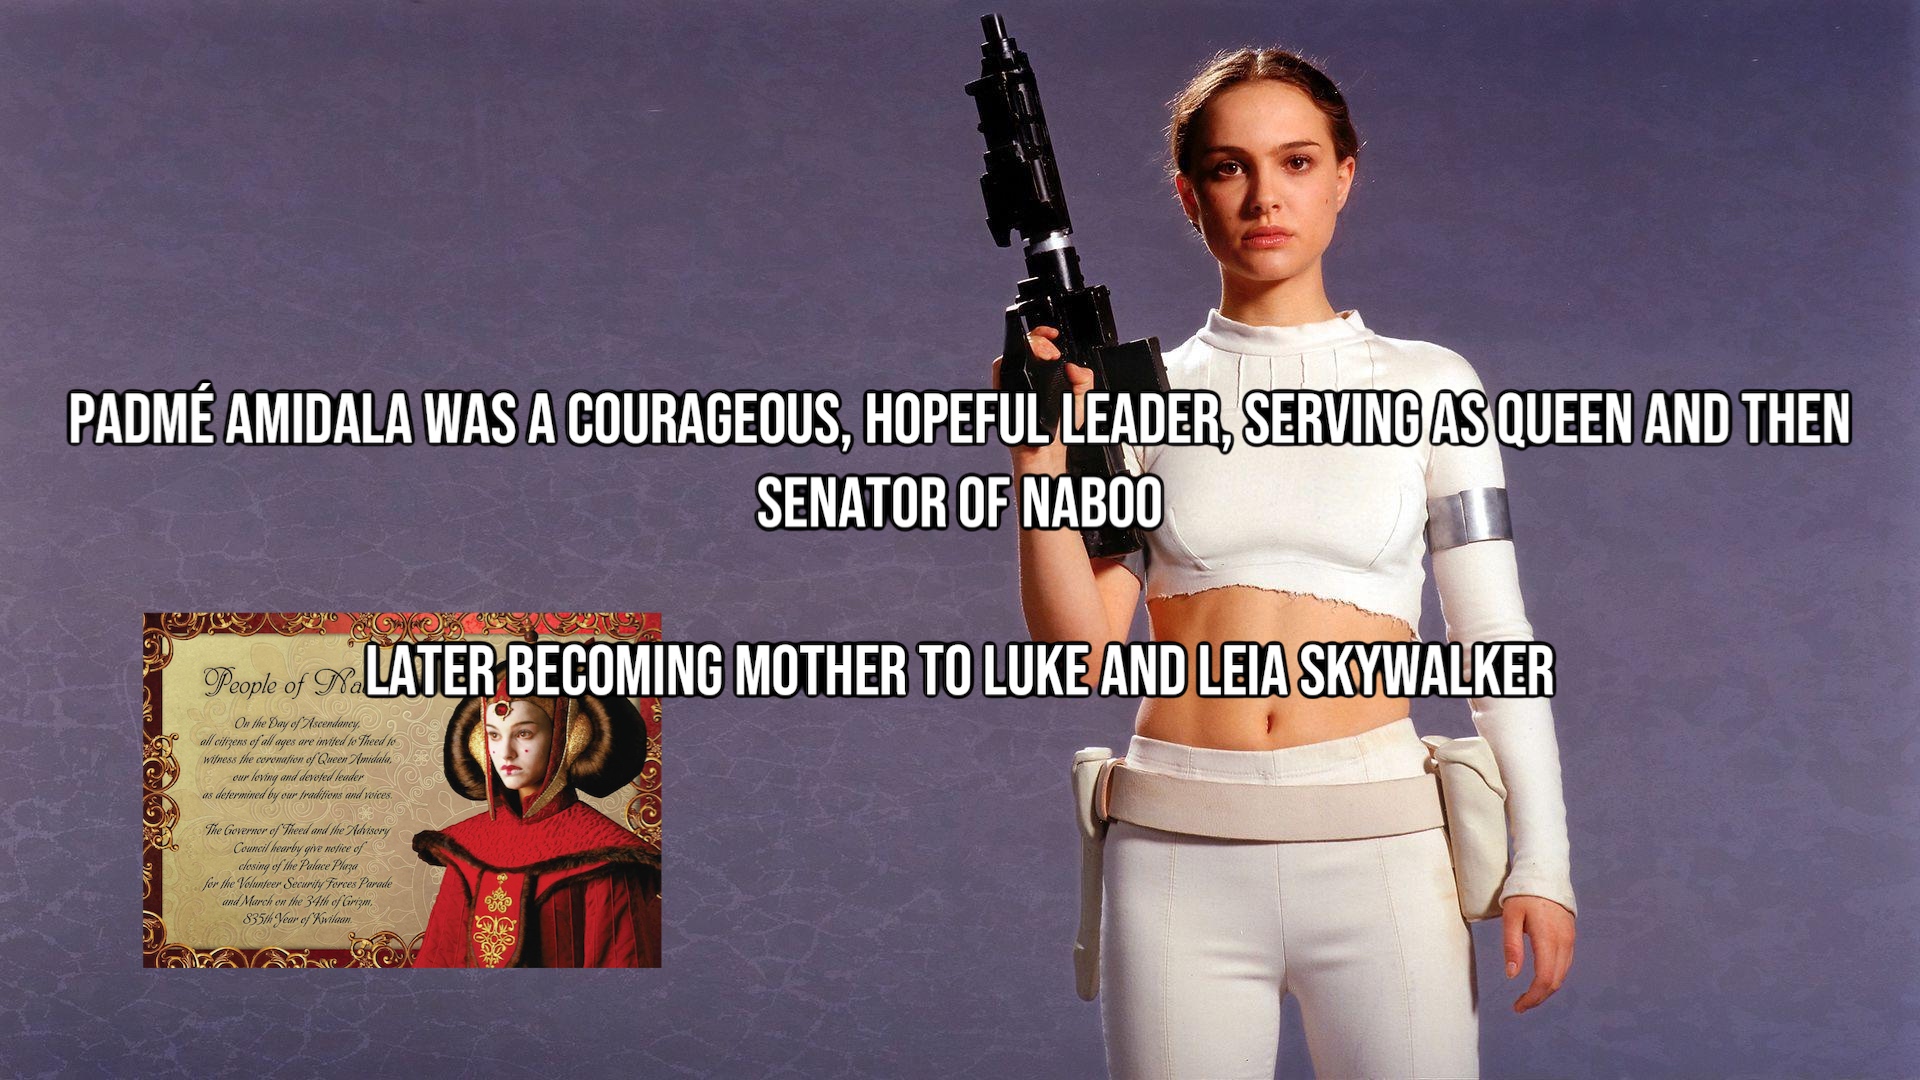 PADMÉ AMIDALA WAS A COURAGEOUS, HOPEFUL LEADER, SERVING AS QUEEN AND THEN
SENATOR OF NABOO
LATER BECOMING MOTHER TO LUKE AND LEIA SKYWALKER
People of Na
On the Day of Ascendancy,
all citizens of all ages are invited to Theed to
witness the coronation of Queen Amidala,
our loving and devoted leader
as determined by our traditions and voices.
The Governor of Theed and the Advisory
Council hearby give notice of
closing of the Palace Plaza
for the Volunteer Security Forces Parade
and March on the 34th of Grizm,
835th Year of Kwilaan